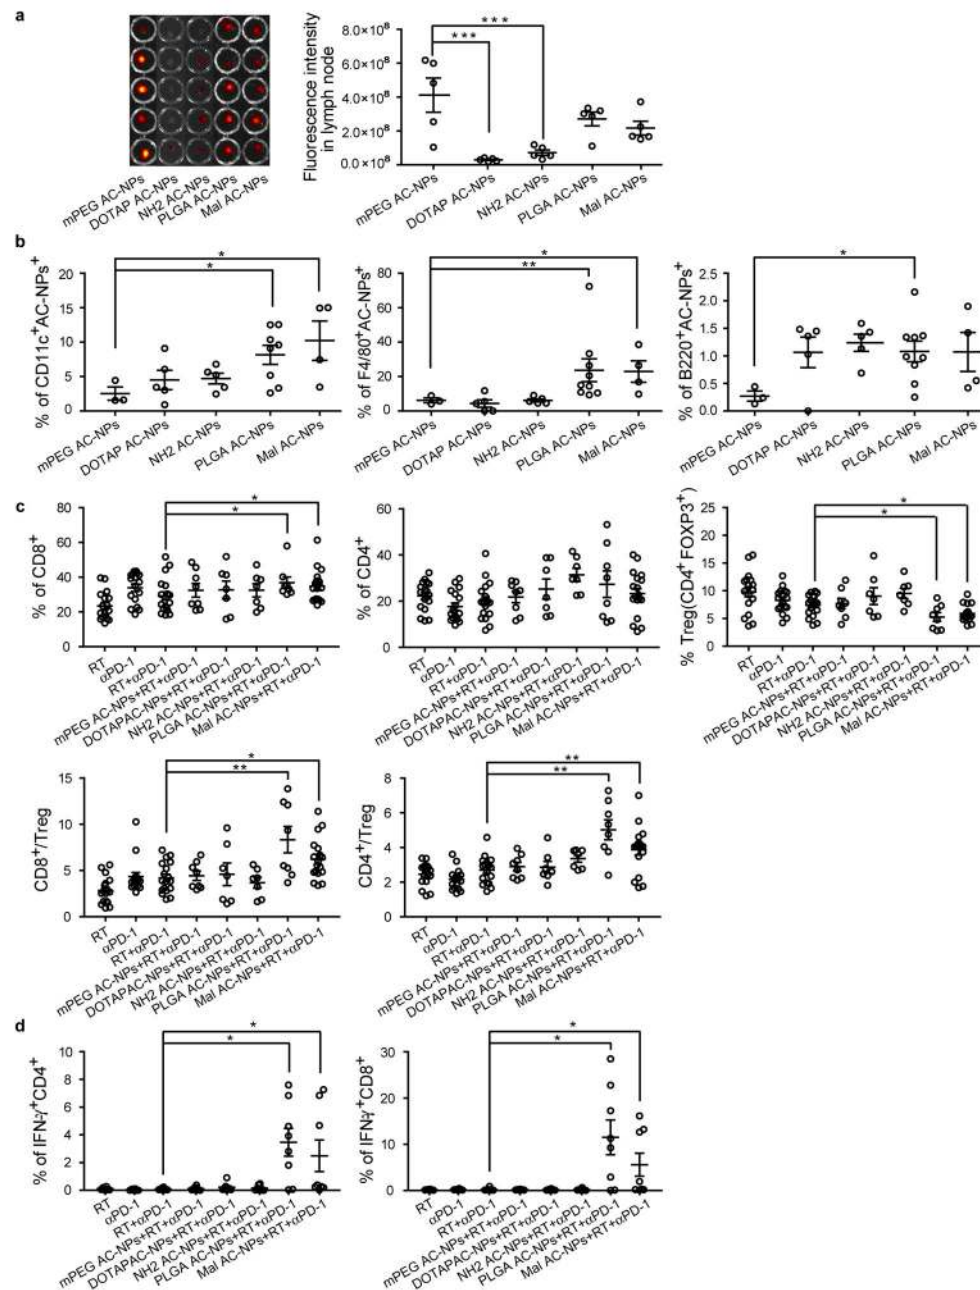 a
Fluorescence intensity
in lymph node
8.0×10⁸
6.0×10⁸
4.0×10⁸
2.0×10⁸
0.0×10⁸
***
***
mPEG AC-NPs
DOTAP AC-NPs
NH2 AC-NPs
PLGA AC-NPs
Mal AC-NPs
mPEG AC-NPs
DOTAP AC-NPs
NH2 AC-NPs
PLGA AC-NPs
Mal AC-NPs
b
% of CD11c⁺AC-NPs⁺
20
15
10
5
0
*
*
mPEG AC-NPs
DOTAP AC-NPs
NH2 AC-NPs
PLGA AC-NPs
Mal AC-NPs
% of F4/80⁺AC-NPs⁺
80
60
40
20
0
*
**
mPEG AC-NPs
DOTAP AC-NPs
NH2 AC-NPs
PLGA AC-NPs
Mal AC-NPs
% of B220⁺AC-NPs⁺
2.5
2.0
1.5
1.0
0.5
0.0
*
mPEG AC-NPs
DOTAP AC-NPs
NH2 AC-NPs
PLGA AC-NPs
Mal AC-NPs
c
% of CD8⁺
80
60
40
20
0
*
*
RT
αPD-1
RT+αPD-1
mPEG AC-NPs+RT+αPD-1
DOTAPAC-NPs+RT+αPD-1
NH2 AC-NPs+RT+αPD-1
PLGA AC-NPs+RT+αPD-1
Mal AC-NPs+RT+αPD-1
% of CD4⁺
60
40
20
0
RT
αPD-1
RT+αPD-1
mPEG AC-NPs+RT+αPD-1
DOTAPAC-NPs+RT+αPD-1
NH2 AC-NPs+RT+αPD-1
PLGA AC-NPs+RT+αPD-1
Mal AC-NPs+RT+αPD-1
% Treg(CD4⁺FOXP3⁺)
25
20
15
10
5
0
*
*
RT
αPD-1
RT+αPD-1
mPEG AC-NPs+RT+αPD-1
DOTAPAC-NPs+RT+αPD-1
NH2 AC-NPs+RT+αPD-1
PLGA AC-NPs+RT+αPD-1
Mal AC-NPs+RT+αPD-1
CD8⁺/Treg
15
10
5
0
*
**
RT
αPD-1
RT+αPD-1
mPEG AC-NPs+RT+αPD-1
DOTAPAC-NPs+RT+αPD-1
NH2 AC-NPs+RT+αPD-1
PLGA AC-NPs+RT+αPD-1
Mal AC-NPs+RT+αPD-1
CD4⁺/Treg
8
6
4
2
0
**
**
RT
αPD-1
RT+αPD-1
mPEG AC-NPs+RT+αPD-1
DOTAPAC-NPs+RT+αPD-1
NH2 AC-NPs+RT+αPD-1
PLGA AC-NPs+RT+αPD-1
Mal AC-NPs+RT+αPD-1
d
% of IFN-γ⁺CD4⁺
10
8
6
4
2
0
*
*
RT
αPD-1
RT+αPD-1
mPEG AC-NPs+RT+αPD-1
DOTAPAC-NPs+RT+αPD-1
NH2 AC-NPs+RT+αPD-1
PLGA AC-NPs+RT+αPD-1
Mal AC-NPs+RT+αPD-1
% of IFN-γ⁺CD8⁺
30
20
10
0
*
*
RT
αPD-1
RT+αPD-1
mPEG AC-NPs+RT+αPD-1
DOTAPAC-NPs+RT+αPD-1
NH2 AC-NPs+RT+αPD-1
PLGA AC-NPs+RT+αPD-1
Mal AC-NPs+RT+αPD-1